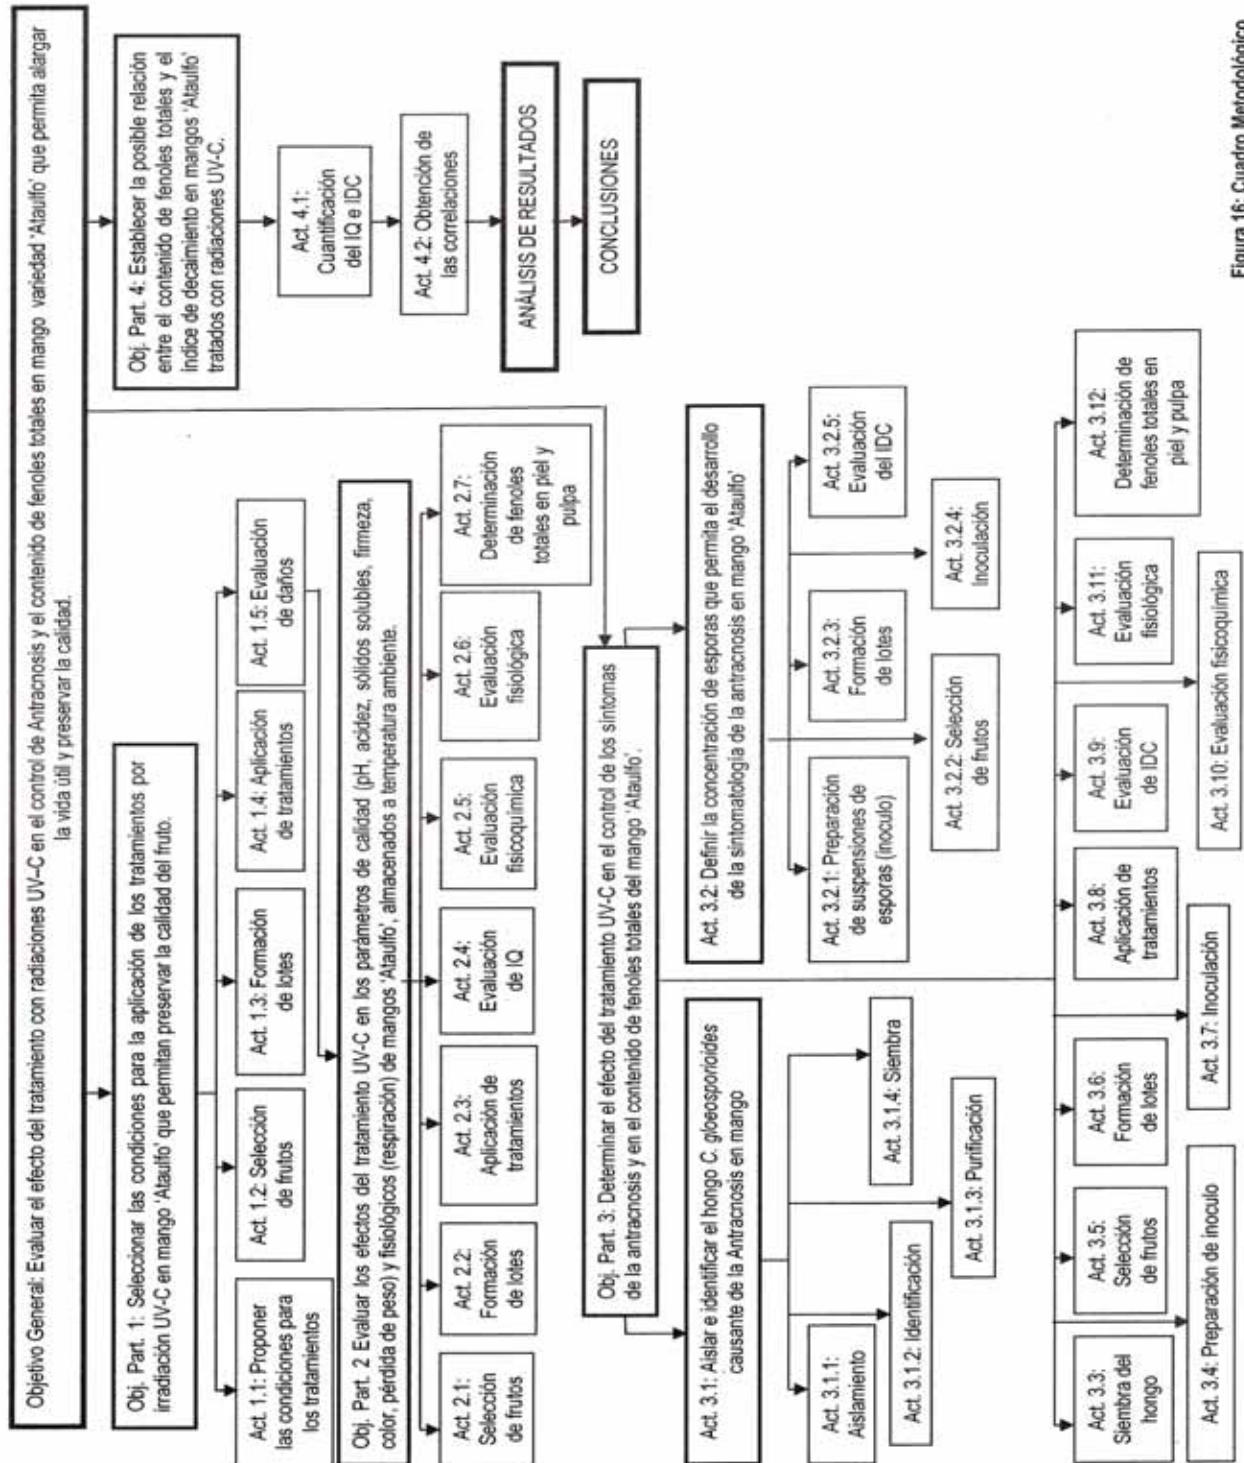 Objetivo General: Evaluar el efecto del tratamiento con radiaciones UV–C en el control de Antracnosis y el contenido de fenoles totales en mango variedad 'Ataulfo' que permita alargar
la vida útil y preservar la calidad.
Obj. Part. 1: Seleccionar las condiciones para la aplicación de los tratamientos por
irradiación UV-C en mango 'Ataulfo' que permitan preservar la calidad del fruto.
Act. 1.1: Proponer
las condiciones para
los tratamientos
Act. 1.2: Selección
de frutos
Act. 1.3: Formación
de lotes
Act. 1.4: Aplicación
de tratamientos
Act. 1.5: Evaluación
de daños
Obj. Part. 2 Evaluar los efectos del tratamiento UV-C en los parámetros de calidad (pH, acidez, sólidos solubles, firmeza,
color, pérdida de peso) y fisiológicos (respiración) de mangos 'Ataulfo', almacenados a temperatura ambiente.
Act. 2.1:
Selección
de frutos
Act. 2.2:
Formación
de lotes
Act. 2.3:
Aplicación de
tratamientos
Act. 2.4:
Evaluación
de IQ
Act. 2.5:
Evaluación
fisicoquímica
Act. 2.6:
Evaluación
fisiológica
Act. 2.7:
Determinación
de fenoles
totales en piel y
pulpa
Obj. Part. 3: Determinar el efecto del tratamiento UV-C en el control de los síntomas
de la antracnosis y en el contenido de fenoles totales del mango 'Ataulfo'.
Act. 3.1: Aislar e identificar el hongo C. gloeosporioides
causante de la Antracnosis en mango
Act. 3.1.1:
Aislamiento
Act. 3.1.2: Identificación
Act. 3.1.3: Purificación
Act. 3.1.4: Siembra
Act. 3.2: Definir la concentración de esporas que permita el desarrollo
de la sintomatología de la antracnosis en mango 'Ataulfo'
Act. 3.2.1: Preparación
de suspensiones de
esporas (inoculo)
Act. 3.2.2: Selección
de frutos
Act. 3.2.3:
Formación
de lotes
Act. 3.2.4:
Inoculación
Act. 3.2.5:
Evaluación
del IDC
Act. 3.3:
Siembra del
hongo
Act. 3.4: Preparación de inoculo
Act. 3.5:
Selección
de frutos
Act. 3.6:
Formación
de lotes
Act. 3.7: Inoculación
Act. 3.8:
Aplicación de
tratamientos
Act. 3.9:
Evaluación
de IDC
Act. 3.10: Evaluación fisicoquímica
Act. 3.11:
Evaluación
fisiológica
Act. 3.12:
Determinación de
fenoles totales en
piel y pulpa
Obj. Part. 4: Establecer la posible relación
entre el contenido de fenoles totales y el
índice de decaimiento en mangos 'Ataulfo'
tratados con radiaciones UV-C.
Act. 4.1:
Cuantificación
del IQ e IDC
Act. 4.2: Obtención de
las correlaciones
ANÁLISIS DE RESULTADOS
CONCLUSIONES
Figura 16: Cuadro Metodológico